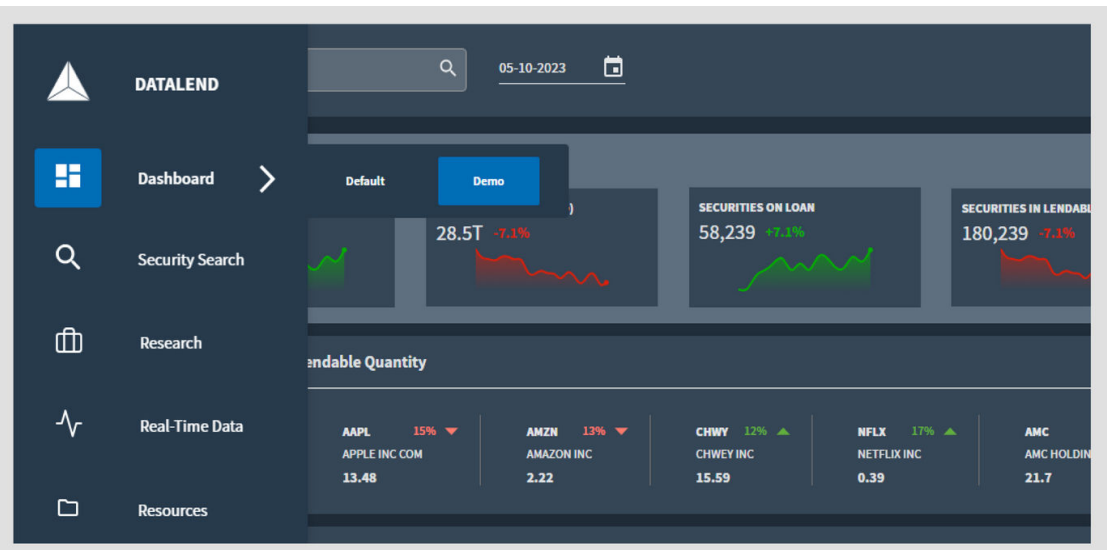 DATALEND
05-10-2023
Dashboard
Default
Demo
Security Search
Research
Real-Time Data
Resources
)
28.5T -7.1%
SECURITIES ON LOAN
58,239 +7.1%
SECURITIES IN LENDABL
180,239 -7.1%
endable Quantity
AAPL 15%
APPLE INC COM
13.48
AMZN 13%
AMAZON INC
2.22
CHWY 12%
CHWEY INC
15.59
NFLX 17%
NETFLIX INC
0.39
AMC
AMC HOLDIN
21.7